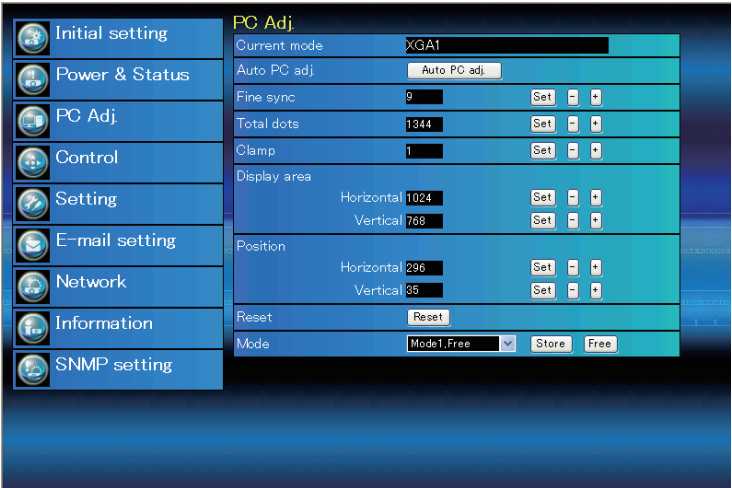 Initial setting
Power & Status
PC Adj.
Control
Setting
E-mail setting
Network
Information
SNMP setting
PC Adj.
Current mode XGA1
Auto PC adj. Auto PC adj.
Fine sync 9 Set - +
Total dots 1344 Set - +
Clamp 1 Set - +
Display area
Horizontal 1024 Set - +
Vertical 768 Set - +
Position
Horizontal 296 Set - +
Vertical 35 Set - +
Reset Reset
Mode Mode1,Free Store Free